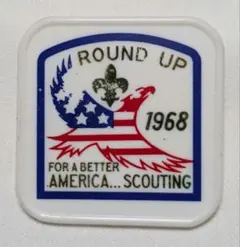 ROUND UP
1968
FOR A BETTER
AMERICA... SCOUTING